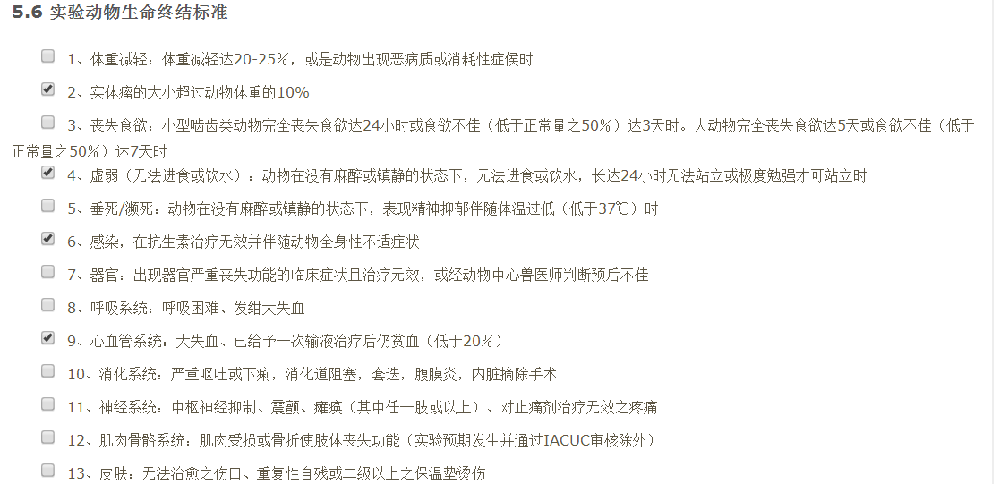 5.6 实验动物生命终结标准
1、体重减轻：体重减轻达20-25%，或是动物出现恶病质或消耗性症候时
2、实体瘤的大小超过动物体重的10%
3、丧失食欲：小型啮齿类动物完全丧失食欲达24小时或食欲不佳（低于正常量之50%）达3天时。大动物完全丧失食欲达5天或食欲不佳（低于
正常量之50%）达7天时
4、虚弱（无法进食或饮水）：动物在没有麻醉或镇静的状态下，无法进食或饮水，长达24小时无法站立或极度勉强才可站立时
5、垂死/濒死：动物在没有麻醉或镇静的状态下，表现精神抑郁伴随体温过低（低于37℃）时
6、感染，在抗生素治疗无效并伴随动物全身性不适症状
7、器官：出现器官严重丧失功能的临床症状且治疗无效，或经动物中心兽医师判断预后不佳
8、呼吸系统：呼吸困难、发绀大失血
9、心血管系统：大失血、已给予一次输液治疗后仍贫血（低于20%）
10、消化系统：严重呕吐或下痢，消化道阻塞，套迭，腹膜炎，内脏摘除手术
11、神经系统：中枢神经抑制、震颤、瘫痪（其中任一肢或以上）、对止痛剂治疗无效之疼痛
12、肌肉骨骼系统：肌肉受损或骨折使肢体丧失功能（实验预期发生并通过IACUC审核除外）
13、皮肤：无法治愈之伤口、重复性自残或二级以上之保温垫烫伤